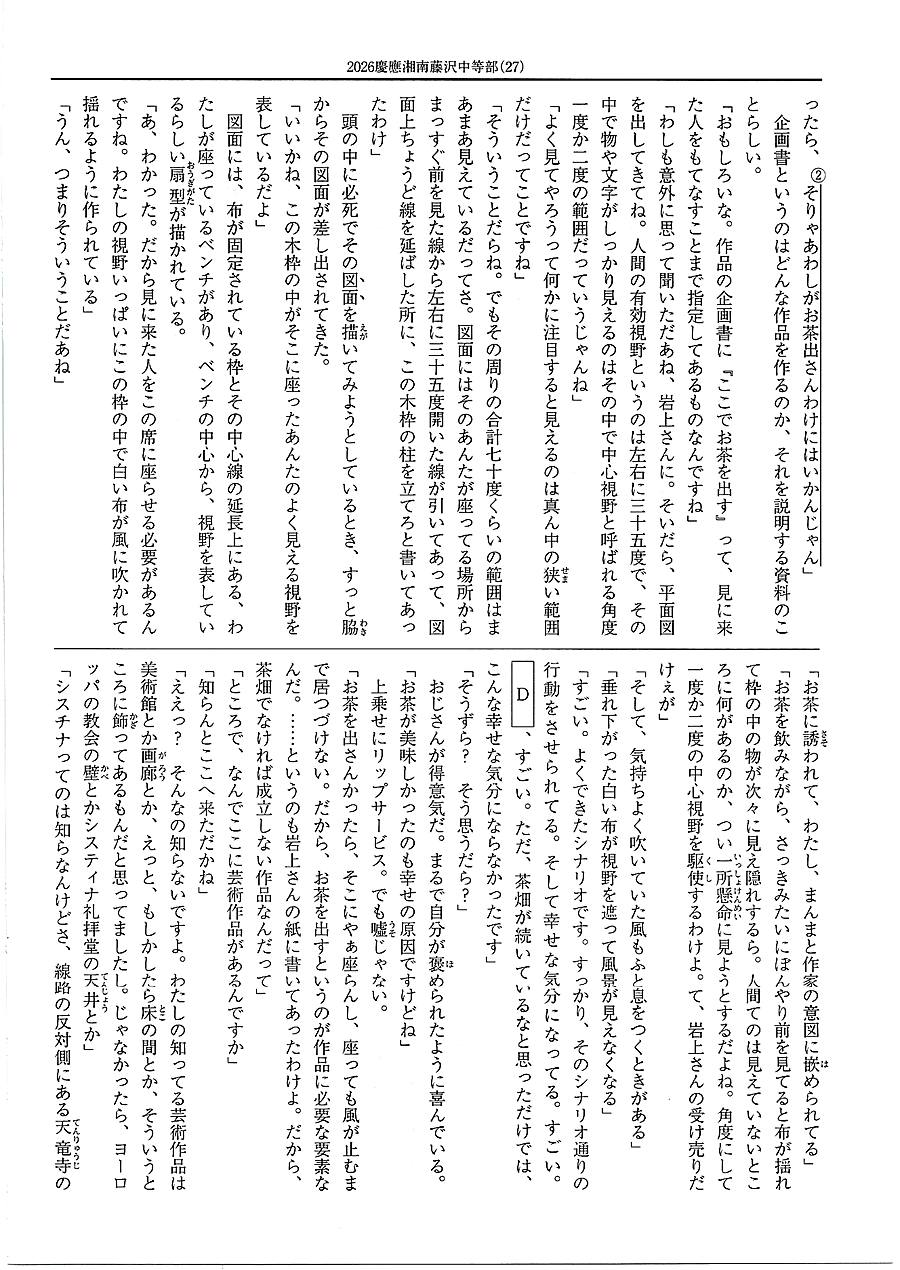 2026慶應湘南藤沢中等部(27)
ったら、②そりゃあわしがお茶出さんわけにはいかんじゃん」
　企画書というのはどんな作品を作るのか、それを説明する資料のこ
とらしい。
「おもしろいな。作品の企画書に『ここでお茶を出す』って、見に来
た人をもてなすことまで指定してあるものなんですね」
「わしも意外に思って聞いただあね、岩上さんに。そいだら、平面図
を出してきてね。人間の有効視野というのは左右に三十五度で、その
中で物や文字がしっかり見えるのはその中で中心視野と呼ばれる角度
一度か二度の範囲だっていうじゃんね」
「よく見てやろうって何かに注目すると見えるのは真ん中の狭い範囲
だけだってことですね」
「そういうことだらね。でもその周りの合計七十度くらいの範囲はま
あまあ見えているだってさ。図面にはそのあんたが座ってる場所から
まっすぐ前を見た線から左右に三十五度開いた線が引いてあって、図
面上ちょうど線を延ばした所に、この木枠の柱を立てろと書いてあっ
たわけ」
　頭の中に必死でその図面を描いてみようとしているとき、すっと脇
からその図面が差し出されてきた。
「いいかね、この木枠の中がそこに座ったあんたのよく見える視野を
表しているだよ」
　図面には、布が固定されている枠とその中心線の延長上にある、わ
たしが座っているベンチがあり、ベンチの中心から、視野を表してい
るらしい扇型が描かれている。
「あ、わかった。だから見に来た人をこの席に座らせる必要があるん
ですね。わたしの視野いっぱいにこの枠の中で白い布が風に吹かれて
揺れるように作られている」
「うん、つまりそういうことだあね」
「お茶に誘われて、わたし、まんまと作家の意図に嵌められてる」
「お茶を飲みながら、さっきみたいにぼんやり前を見てると布が揺れ
て枠の中の物が次々に見え隠れするら。人間てのは見えていないとこ
ろに何があるのか、つい一所懸命に見ようとするだよね。角度にして
一度か二度の中心視野を駆使するわけよ。て、岩上さんの受け売りだ
けぇが」
「そして、気持ちよく吹いていた風もふと息をつくときがある」
「垂れ下がった白い布が視野を遮って風景が見えなくなる」
「すごい。よくできたシナリオです。すっかり、そのシナリオ通りの
行動をさせられてる。そして幸せな気分になってる。すごい。
D、すごい。ただ、茶畑が続いているなと思っただけでは、
こんな幸せな気分にならなかったです」
「そうずら？　そう思うだら？」
　おじさんが得意気だ。まるで自分が褒められたように喜んでいる。
「お茶が美味しかったのも幸せの原因ですけどね」
　上乗せにリップサービス。でも嘘じゃない。
「お茶を出さんかったら、そこにゃぁ座らんし、座っても風が止むま
で居つづけない。だから、お茶を出すというのが作品に必要な要素な
んだ。……というのも岩上さんの紙に書いてあったわけよ。だから、
茶畑でなければ成立しない作品なんだって」
「ところで、なんでここに芸術作品があるんですか」
「知らんとここへ来ただかね」
「ええっ？　そんなの知らないですよ。わたしの知ってる芸術作品は
美術館とか画廊とか、えっと、もしかしたら床の間とか、そういうと
ころに飾ってあるもんだと思ってましたし。じゃなかったら、ヨーロ
ッパの教会の壁とかシスティナ礼拝堂の天井とか」
「システィナってのは知らなんけどさ、線路の反対側にある天竜寺の